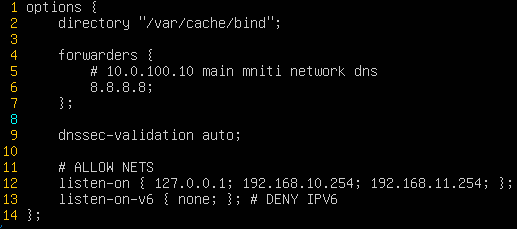 1 options {
2     directory "/var/cache/bind";
3
4     forwarders {
5         # 10.0.100.10 main mniti network dns
6         8.8.8.8;
7     };
8
9     dnssec-validation auto;
10
11     # ALLOW NETS
12     listen-on { 127.0.0.1; 192.168.10.254; 192.168.11.254; };
13     listen-on-v6 { none; }; # DENY IPV6
14 };